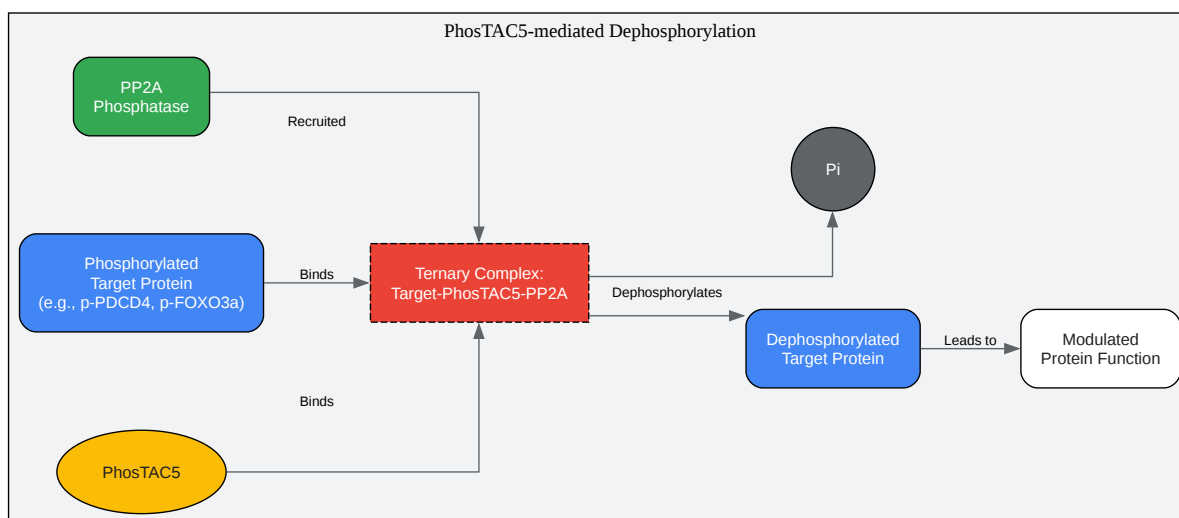 PhosTAC5-mediated Dephosphorylation
PP2A
Phosphatase
Recruited
Pi
Phosphorylated
Target Protein
(e.g., p-PDCD4, p-FOXO3a)
Binds
Ternary Complex:
Target-PhosTAC5-PP2A
Dephosphorylates
Dephosphorylated
Target Protein
Leads to
Modulated
Protein Function
Binds
PhosTAC5